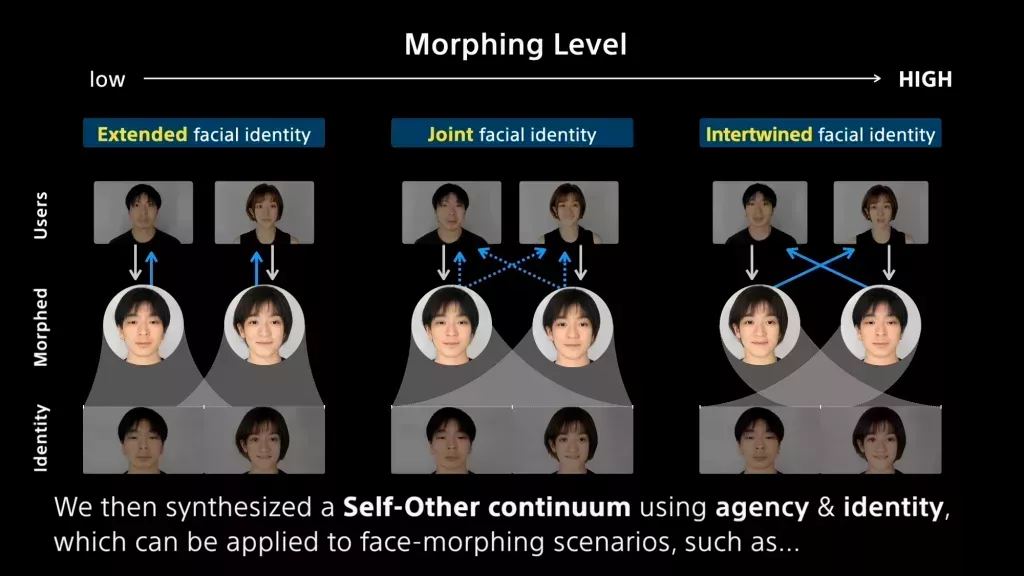 Morphing Level
low
HIGH
Extended facial identity
Joint facial identity
Intertwined facial identity
Users
Morphed
Identity
We then synthesized a Self-Other continuum using agency & identity,
which can be applied to face-morphing scenarios, such as...